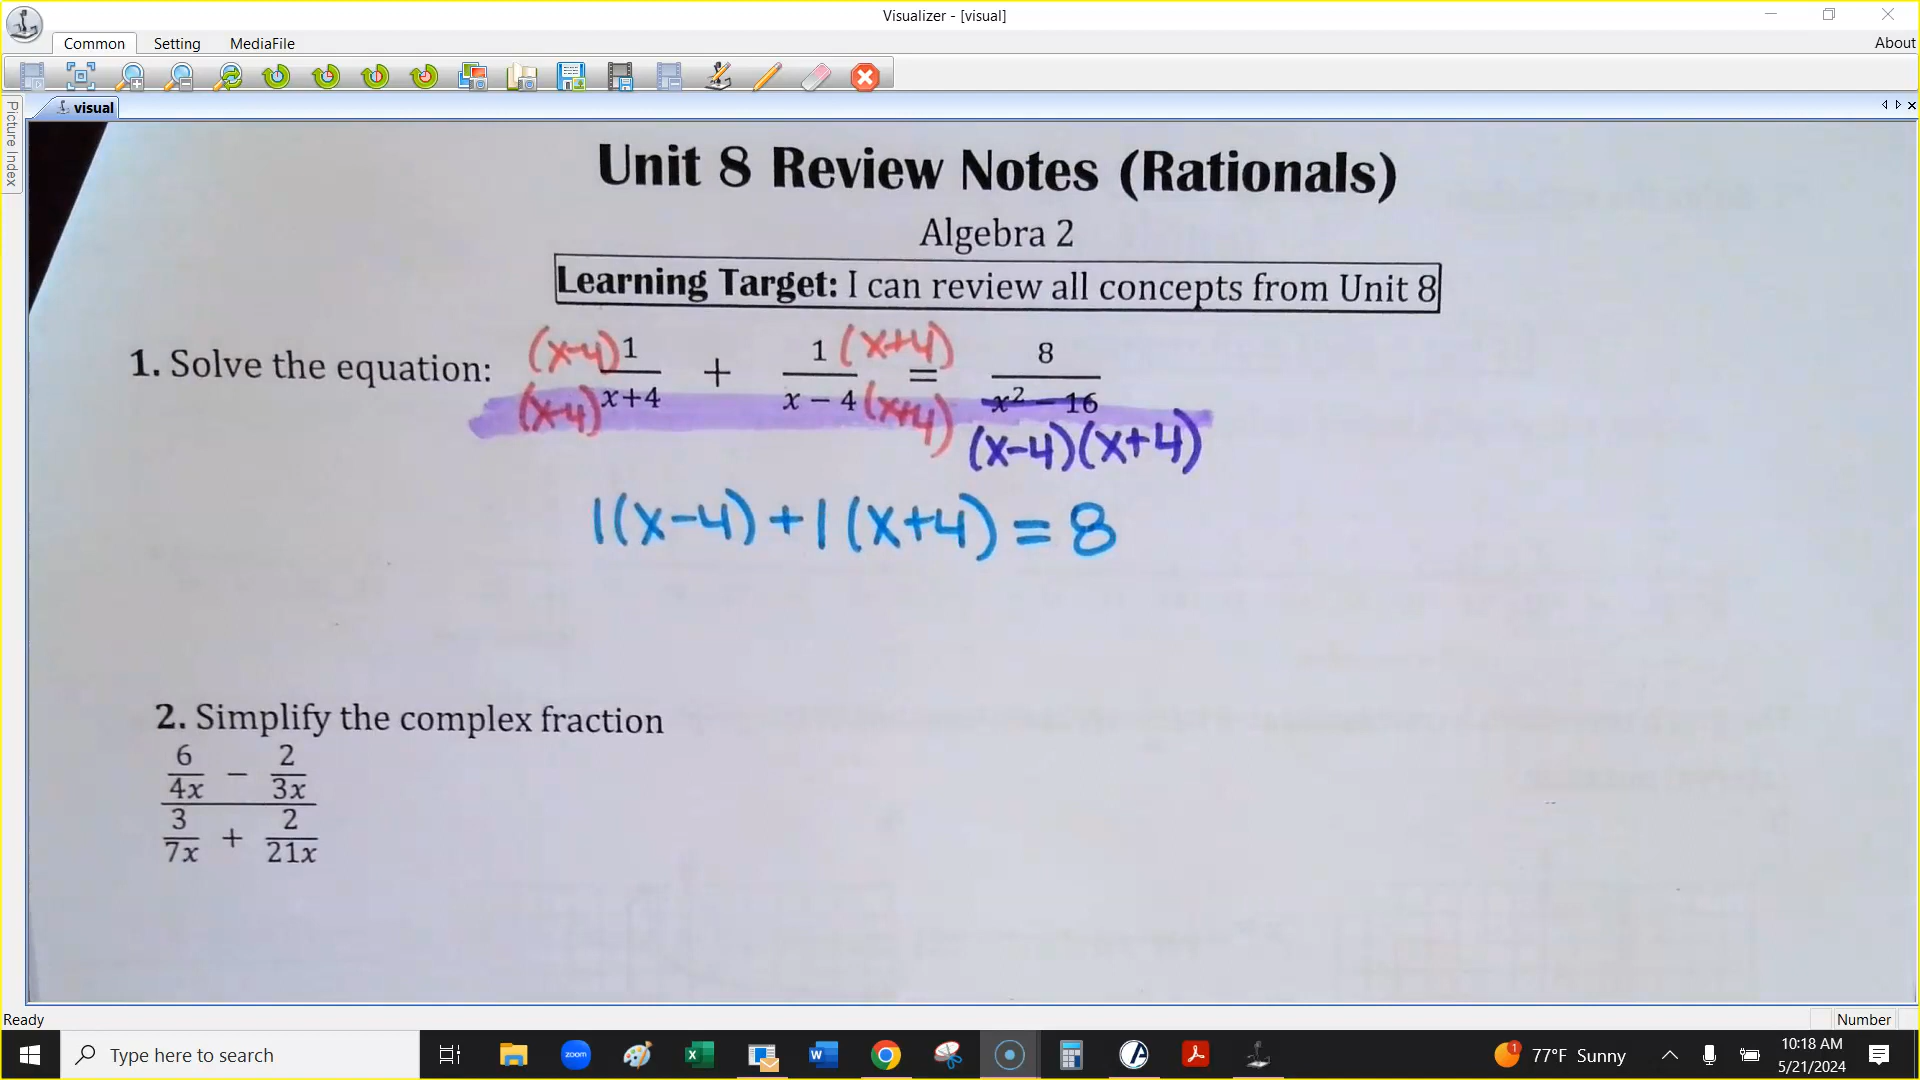 Visualizer - [visual]
Common Setting MediaFile About
visual
Picture Index
Unit 8 Review Notes (Rationals)
Algebra 2
Learning Target: I can review all concepts from Unit 8
1. Solve the equation: (x-4) 1 / (x-4) x+4 + 1 (x+4) / x − 4 (x+4) = 8 / x² − 16
(x-4)(x+4)
1(x-4)+1(x+4)=8
2. Simplify the complex fraction
6 2
4x − 3x
3 2
7x + 21x
Ready Number
Type here to search zoom 1 77°F Sunny 10:18 AM
5/21/2024